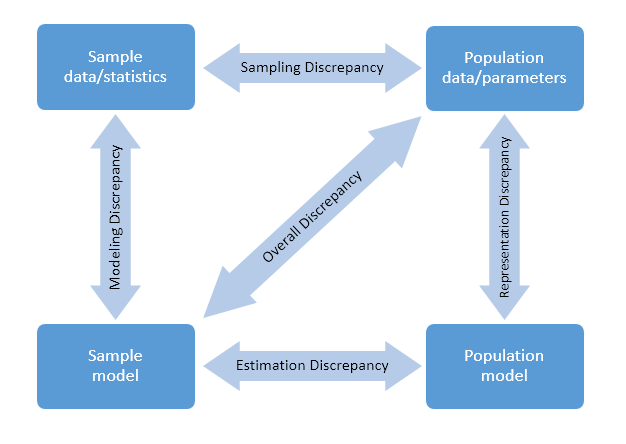 Sample
data/statistics
Sampling Discrepancy
Population
data/parameters
Modeling Discrepancy
Overall Discrepancy
Representation Discrepancy
Sample
model
Estimation Discrepancy
Population
model